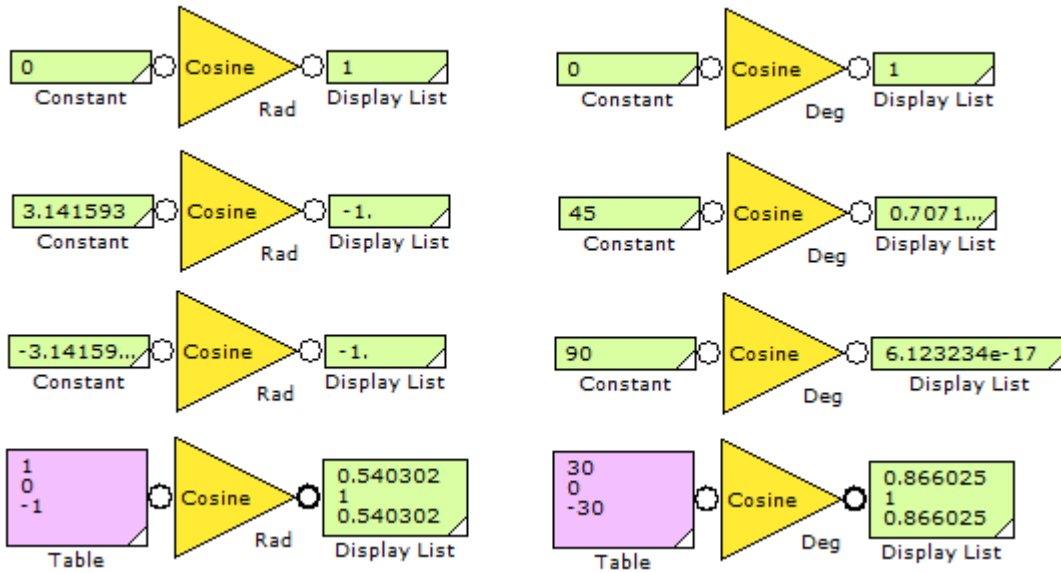 0
Cosine
1
Constant
Rad
Display List
0
Cosine
1
Constant
Deg
Display List
3.141593
Cosine
-1.
Constant
Rad
Display List
45
Cosine
0.7071...
Constant
Deg
Display List
-3.14159...
Cosine
-1.
Constant
Rad
Display List
90
Cosine
6.123234e-17
Constant
Deg
Display List
1
0
-1
Cosine
0.540302
1
0.540302
Table
Rad
Display List
30
0
-30
Cosine
0.866025
1
0.866025
Table
Deg
Display List